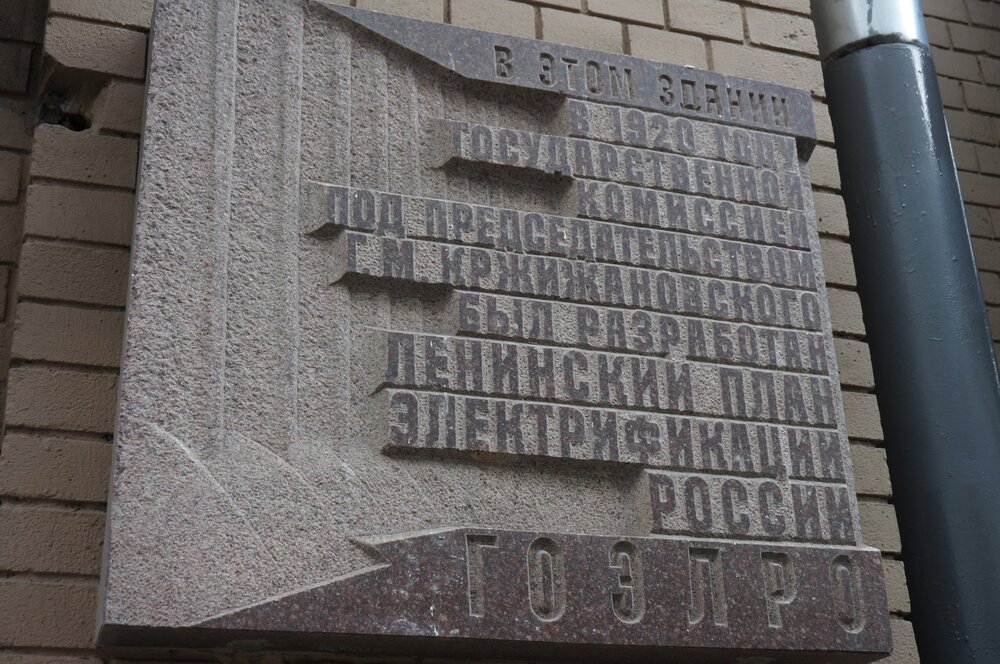 В ЭТОМ ЗДАНИИ
В 1920 ГОДУ
ГОСУДАРСТВЕННОЙ
КОМИССИЕЙ
ПОД ПРЕДСЕДАТЕЛЬСТВОМ
Г.М. КРЖИЖАНОВСКОГО
БЫЛ РАЗРАБОТАН
ЛЕНИНСКИЙ ПЛАН
ЭЛЕКТРИФИКАЦИИ
РОССИИ
ГОЭЛРО